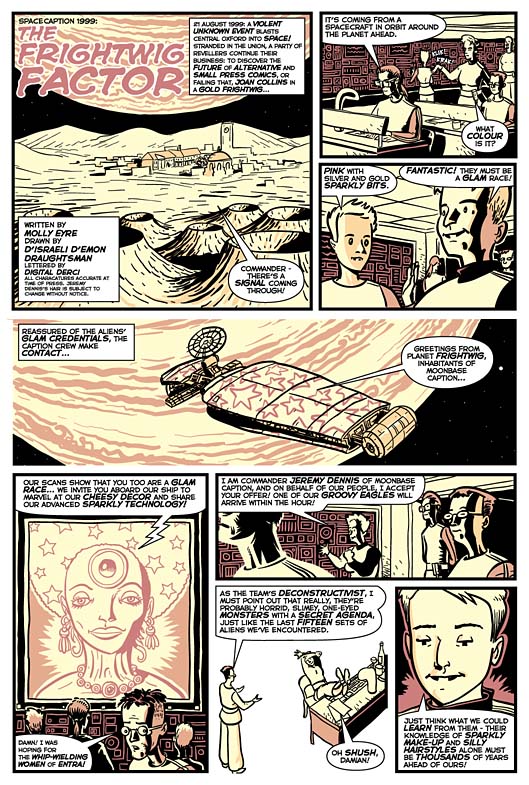 SPACECAPTION 1999:
THE
FRIGHTWIG
FACTOR
21 AUGUST 1999: A VIOLENT
UNKNOWN EVENT BLASTS
CENTRAL OXFORD INTO SPACE!
STRANDED IN THE UNION, A PARTY OF
REVELLERS CONTINUE THEIR
BUSINESS: TO DISCOVER THE
FUTURE OF ALTERNATIVE AND
SMALL PRESS COMICS, OR
FAILING THAT, JOAN COLLINS IN
A GOLD FRIGHTWIG...
WRITTEN BY
MOLLY EYRE
DRAWN BY
D'ISRAELI D'EMON
DRAUGHTSMAN
LETTERED BY
DIGITAL DERCI
ALL CHARACATURES ACCURATE AT
TIME OF PRESS. JEREMY
DENNIS'S HAIR IS SUBJECT TO
CHANGE WITHOUT NOTICE.
COMMANDER -
THERE'S A
SIGNAL COMING
THROUGH!
IT'S COMING FROM A
SPACECRAFT IN ORBIT AROUND
THE PLANET AHEAD.
KLIK!
KRAK!
WHAT
COLOUR
IS IT?
PINK WITH
SILVER AND GOLD
SPARKLY BITS.
FANTASTIC! THEY MUST BE
A GLAM RACE!
REASSURED OF THE ALIENS'
GLAM CREDENTIALS, THE
CAPTION CREW MAKE
CONTACT...
GREETINGS FROM
PLANET FRIGHTWIG,
INHABITANTS OF
MOONBASE
CAPTION...
OUR SCANS SHOW THAT YOU TOO ARE A GLAM
RACE... WE INVITE YOU ABOARD OUR SHIP TO
MARVEL AT OUR CHEESY DECOR AND SHARE
OUR ADVANCED SPARKLY TECHNOLOGY!
DAMN! I WAS
HOPING FOR
THE WHIP-WIELDING
WOMEN OF ENTRA!
I AM COMMANDER JEREMY DENNIS OF MOONBASE
CAPTION, AND ON BEHALF OF OUR PEOPLE, I ACCEPT
YOUR OFFER! ONE OF OUR GROOVY EAGLES WILL
ARRIVE WITHIN THE HOUR!
AS THE TEAM'S DECONSTRUCTIVIST, I
MUST POINT OUT THAT REALLY, THEY'RE
PROBABLY HORRID, SLIMEY, ONE-EYED
MONSTERS WITH A SECRET AGENDA,
JUST LIKE THE LAST FIFTEEN SETS OF
ALIENS WE'VE ENCOUNTERED.
OH SHUSH,
DAMIAN!
JUST THINK WHAT WE COULD
LEARN FROM THEM - THEIR
KNOWLEDGE OF SPARKLY
MAKE-UP AND SILLY
HAIRSTYLES ALONE MUST
BE THOUSANDS OF YEARS
AHEAD OF OURS!